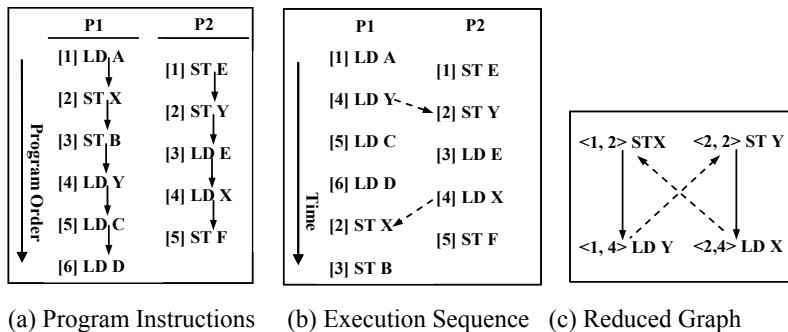 P1 P2
[1] LD A
[1] ST E
[2] ST X
[2] ST Y
[3] ST B
[3] LD E
[4] LD Y
[4] LD X
[5] LD C
[5] ST F
[6] LD D
Program Order
P1 P2
[1] LD A
[1] ST E
[4] LD Y
[2] ST Y
[5] LD C
[3] LD E
[6] LD D
[4] LD X
[2] ST X
[5] ST F
[3] ST B
Time
<1, 2> STX <2, 2> ST Y
<1, 4> LD Y <2,4> LD X
(a) Program Instructions (b) Execution Sequence (c) Reduced Graph